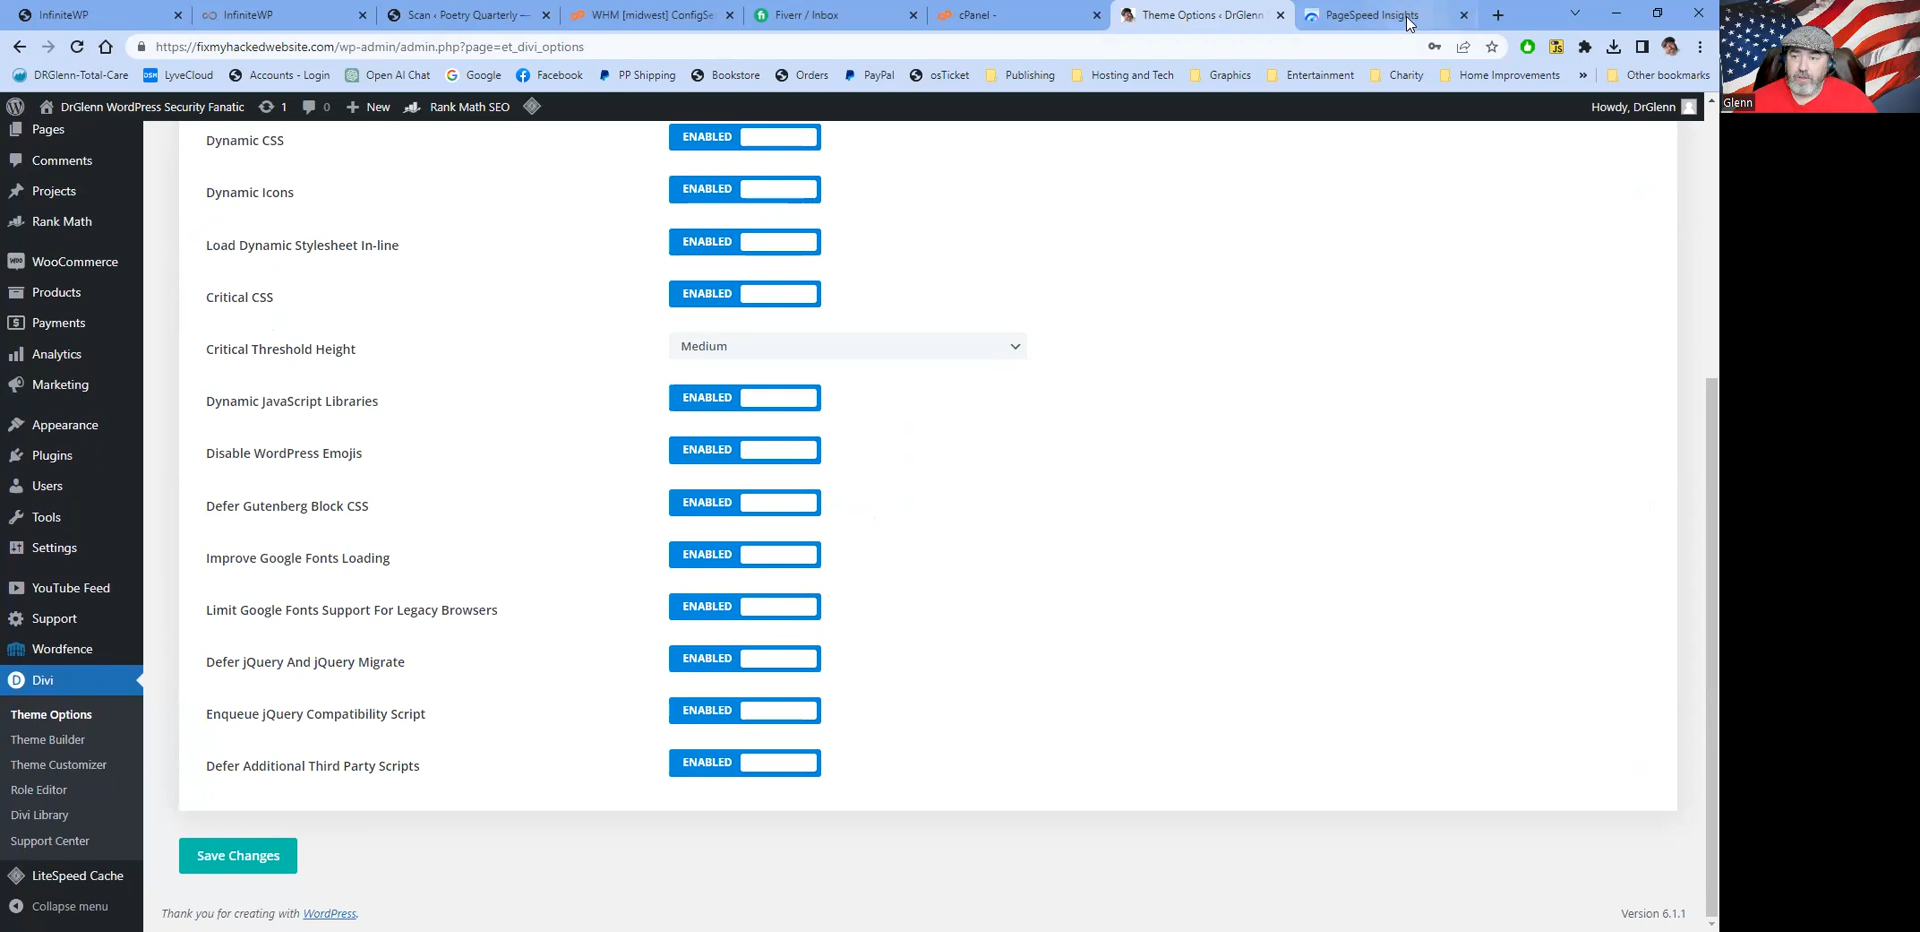 InfiniteWP
InfiniteWP
Scan ‹ Poetry Quarterly —
WHM [midwest] ConfigSe
Fiverr / Inbox
cPanel -
Theme Options ‹ DrGlenn
PageSpeed Insights
https://fixmyhackedwebsite.com/wp-admin/admin.php?page=et_divi_options
DRGlenn-Total-Care
LyveCloud
Accounts - Login
Open AI Chat
Google
Facebook
PP Shipping
Bookstore
Orders
PayPal
osTicket
Publishing
Hosting and Tech
Graphics
Entertainment
Charity
Home Improvements
»
Other bookmarks
Glenn
DrGlenn WordPress Security Fanatic
1
0
New
Rank Math SEO
Howdy, DrGlenn
Pages
Comments
Projects
Rank Math
WooCommerce
Products
Payments
Analytics
Marketing
Appearance
Plugins
Users
Tools
Settings
YouTube Feed
Support
Wordfence
Divi
Theme Options
Theme Builder
Theme Customizer
Role Editor
Divi Library
Support Center
LiteSpeed Cache
Collapse menu
Dynamic CSS ENABLED
Dynamic Icons ENABLED
Load Dynamic Stylesheet In-line ENABLED
Critical CSS ENABLED
Critical Threshold Height Medium
Dynamic JavaScript Libraries ENABLED
Disable WordPress Emojis ENABLED
Defer Gutenberg Block CSS ENABLED
Improve Google Fonts Loading ENABLED
Limit Google Fonts Support For Legacy Browsers ENABLED
Defer jQuery And jQuery Migrate ENABLED
Enqueue jQuery Compatibility Script ENABLED
Defer Additional Third Party Scripts ENABLED
Save Changes
Thank you for creating with WordPress.
Version 6.1.1